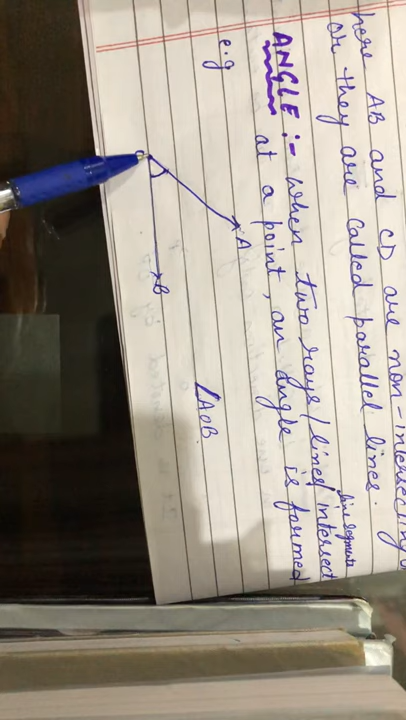 here AB and CD are non-intersecting
or they are called parallel lines.
line segments
ANGLE :- When two rays/lines/ intersect
at a point, an angle is formed
e.g
A
O
B
∠AOB.